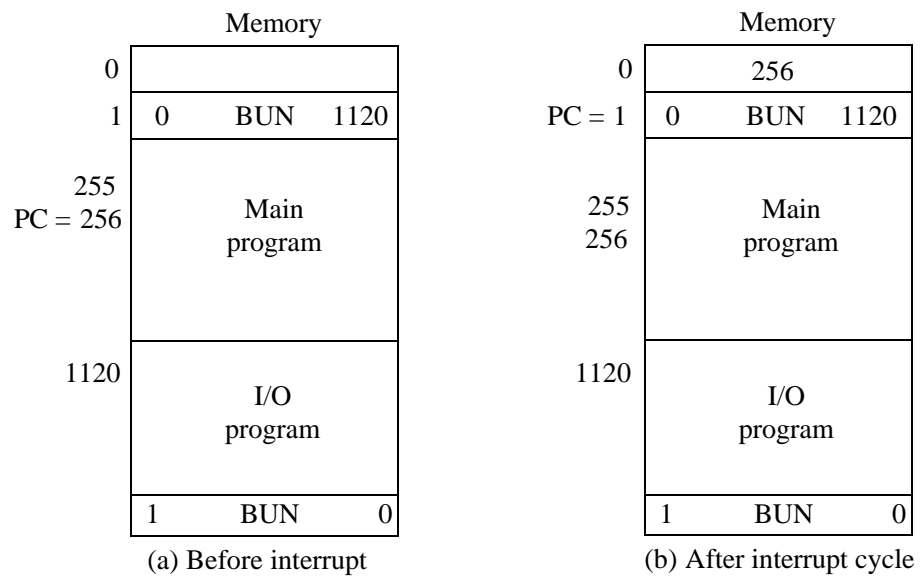 Memory
0
1 0 BUN 1120
255
PC = 256
Main
program
1120
I/O
program
1 BUN 0
(a) Before interrupt
Memory
0 256
PC = 1 0 BUN 1120
255
256
Main
program
1120
I/O
program
1 BUN 0
(b) After interrupt cycle